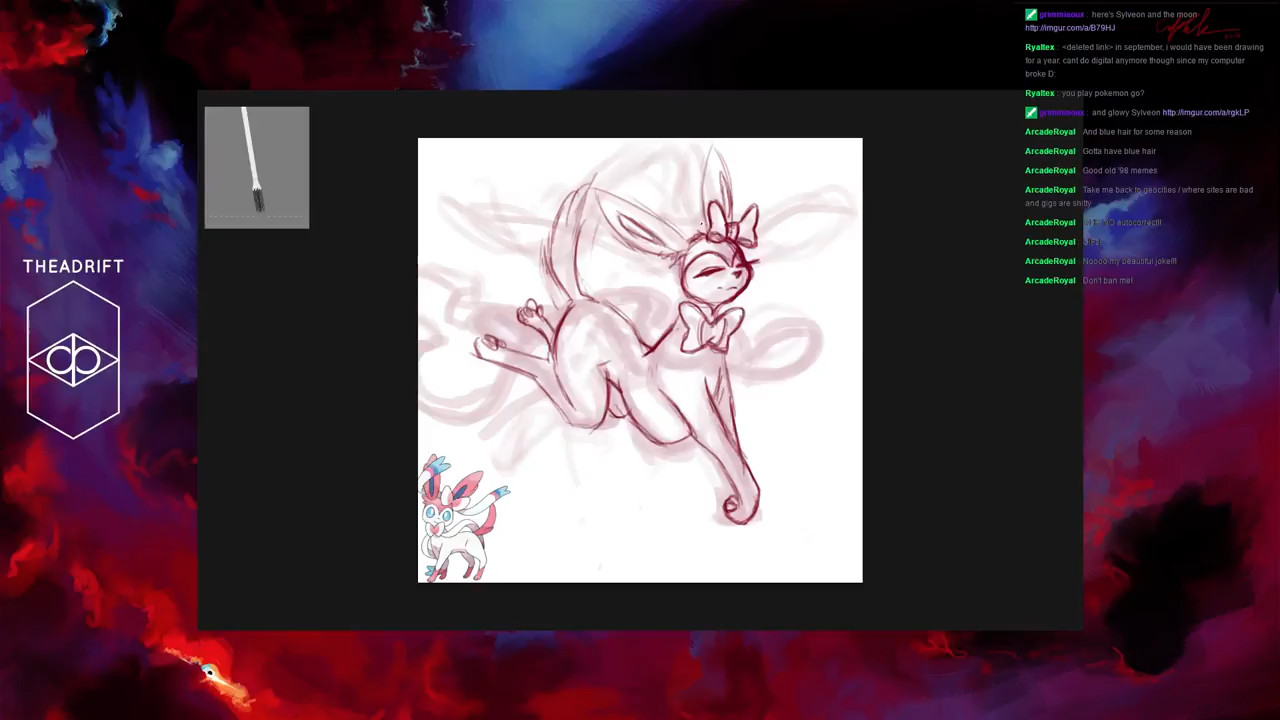 grimmieoux : here's Sylveon and the moon
http://imgur.com/a/B79HJ
Ryaltex : <deleted link> in september, i would have been drawing
for a year. cant do digital anymore though since my computer
broke D:
Ryaltex : you play pokemon go?
grimmieoux : and glowy Sylveon http://imgur.com/a/rgkLP
ArcadeRoyal : And blue hair for some reason
ArcadeRoyal : Gotta have blue hair
ArcadeRoyal : Good old '98 memes
ArcadeRoyal : Take me back to geocities / where sites are bad
and gigs are shitty
ArcadeRoyal : autocorrect!!
ArcadeRoyal :
ArcadeRoyal : Noooo my beautiful joke!!!
ArcadeRoyal : Don't ban me!
THEADRIFT